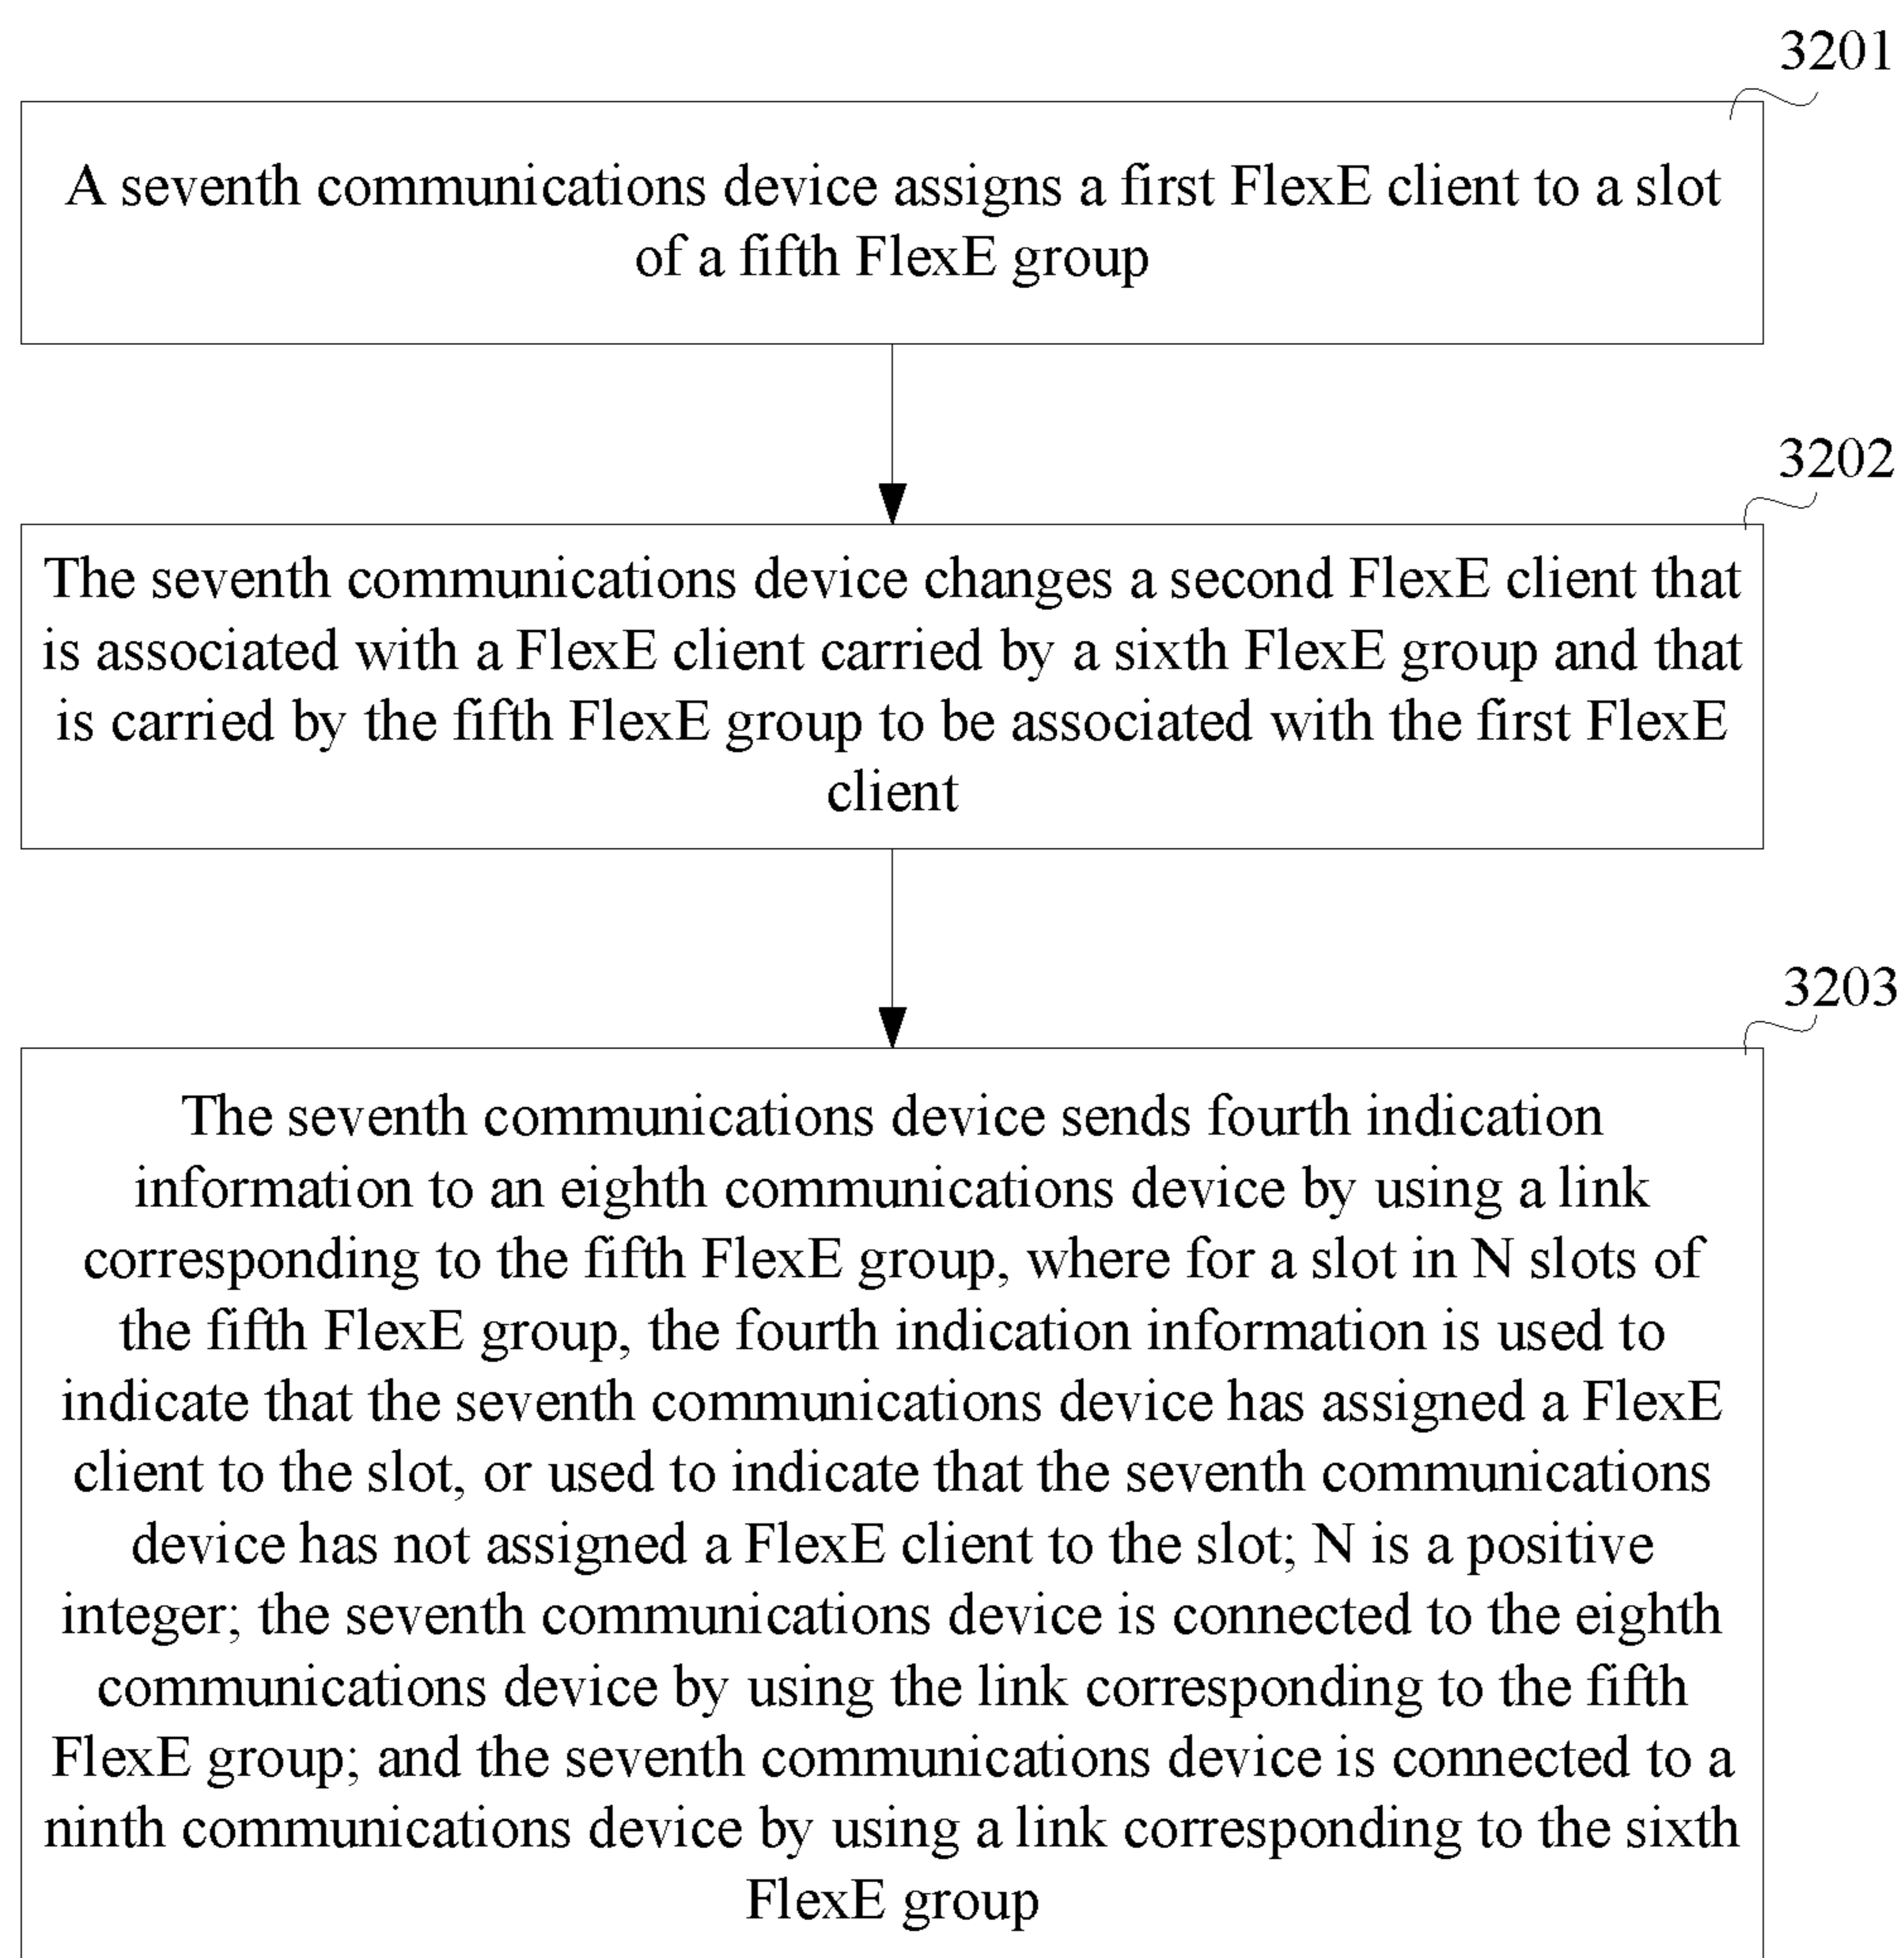 3201
A seventh communications device assigns a first FlexE client to a slot
of a fifth FlexE group
3202
The seventh communications device changes a second FlexE client that
is associated with a FlexE client carried by a sixth FlexE group and that
is carried by the fifth FlexE group to be associated with the first FlexE
client
3203
The seventh communications device sends fourth indication
information to an eighth communications device by using a link
corresponding to the fifth FlexE group, where for a slot in N slots of
the fifth FlexE group, the fourth indication information is used to
indicate that the seventh communications device has assigned a FlexE
client to the slot, or used to indicate that the seventh communications
device has not assigned a FlexE client to the slot; N is a positive
integer; the seventh communications device is connected to the eighth
communications device by using the link corresponding to the fifth
FlexE group; and the seventh communications device is connected to a
ninth communications device by using a link corresponding to the sixth
FlexE group